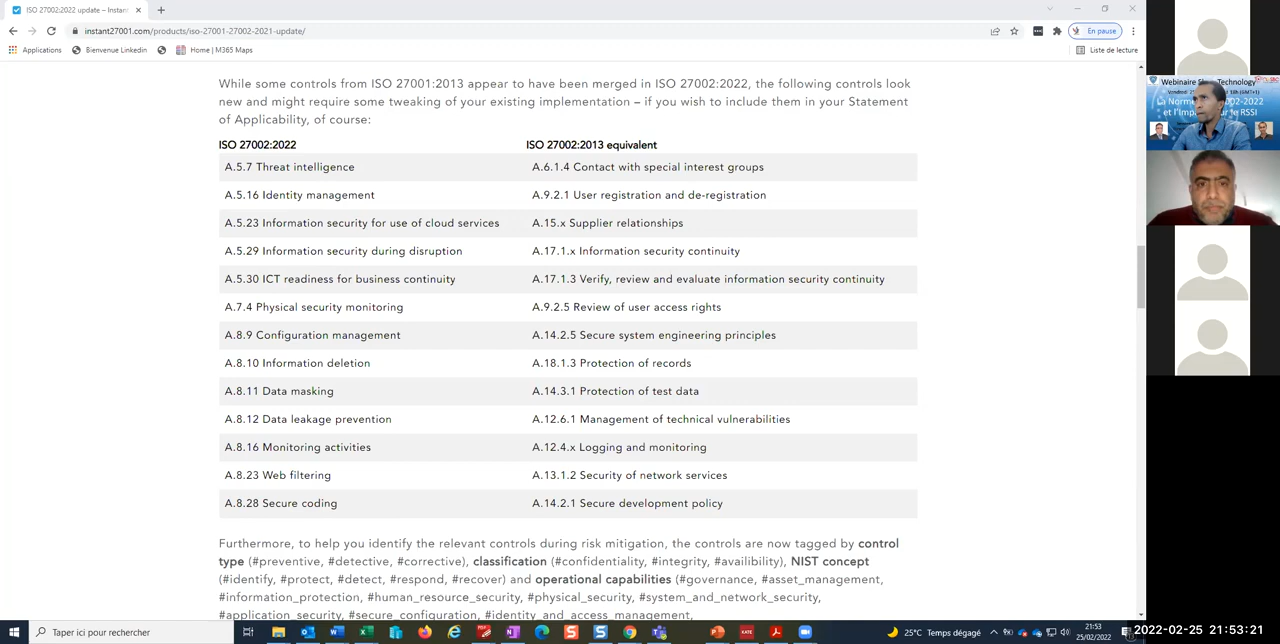 ISO 27002:2022 update - Instant
instant27001.com/products/iso-27001-27002-2021-update/
En pause
Applications
Bienvenue Linkedin
Home | M365 Maps
Liste de lecture
While some controls from ISO 27001:2013 appear to have been merged in ISO 27002:2022, the following controls look
new and might require some tweaking of your existing implementation – if you wish to include them in your Statement
of Applicability, of course:
ISO 27002:2022 ISO 27002:2013 equivalent
A.5.7 Threat intelligence A.6.1.4 Contact with special interest groups
A.5.16 Identity management A.9.2.1 User registration and de-registration
A.5.23 Information security for use of cloud services A.15.x Supplier relationships
A.5.29 Information security during disruption A.17.1.x Information security continuity
A.5.30 ICT readiness for business continuity A.17.1.3 Verify, review and evaluate information security continuity
A.7.4 Physical security monitoring A.9.2.5 Review of user access rights
A.8.9 Configuration management A.14.2.5 Secure system engineering principles
A.8.10 Information deletion A.18.1.3 Protection of records
A.8.11 Data masking A.14.3.1 Protection of test data
A.8.12 Data leakage prevention A.12.6.1 Management of technical vulnerabilities
A.8.16 Monitoring activities A.12.4.x Logging and monitoring
A.8.23 Web filtering A.13.1.2 Security of network services
A.8.28 Secure coding A.14.2.1 Secure development policy
Furthermore, to help you identify the relevant controls during risk mitigation, the controls are now tagged by control
type (#preventive, #detective, #corrective), classification (#confidentiality, #integrity, #availibility), NIST concept
(#identify, #protect, #detect, #respond, #recover) and operational capabilities (#governance, #asset_management,
#information_protection, #human_resource_security, #physical_security, #system_and_network_security,
#application_security, #secure_configuration, #identity_and_access_management,
Webinaire Technology
Vendredi
et l'Imp RSSI
Taper ici pour rechercher
25°C Temps dégagé
21:53
25/02/2022
2022-02-25 21:53:21